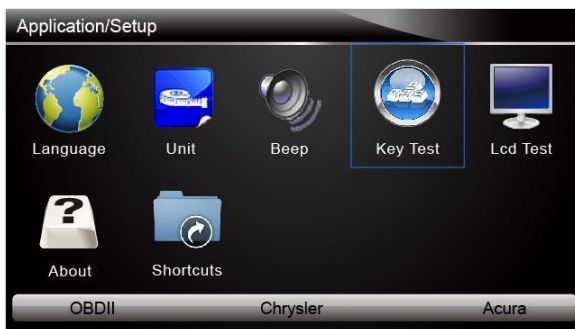 Application/Setup
Language Unit Beep Key Test Lcd Test
?
About Shortcuts
OBDII Chrysler Acura